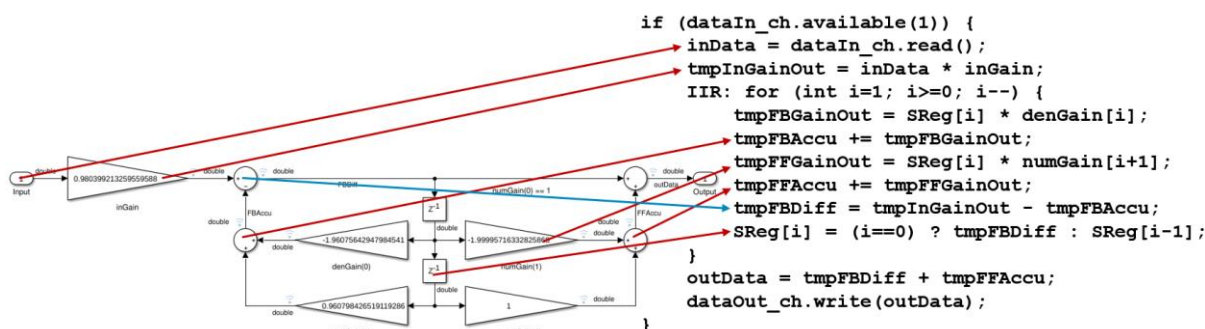 if (dataIn_ch.available(1)) {
inData = dataIn_ch.read();
tmpInGainOut = inData * inGain;
IIR: for (int i=1; i>=0; i--) {
tmpFBGainOut = SReg[i] * denGain[i];
tmpFBAccu += tmpFBGainOut;
tmpFFGainOut = SReg[i] * numGain[i+1];
tmpFFAccu += tmpFFGainOut;
tmpFBDiff = tmpInGainOut - tmpFBAccu;
SReg[i] = (i==0) ? tmpFBDiff : SReg[i-1];
}
outData = tmpFBDiff + tmpFFAccu;
dataOut_ch.write(outData);
}
1
Input
double
0.980399213259559588
inGain
double
double
FBDiff
numGain(0) == 1
double
outData
Output
double
FBAccu
Z-1
FFAccu
double
-1.96075642947984541
denGain(0)
double
double
numGain(1)
double
Z-1
double
double
0.960798426519119286
1
double